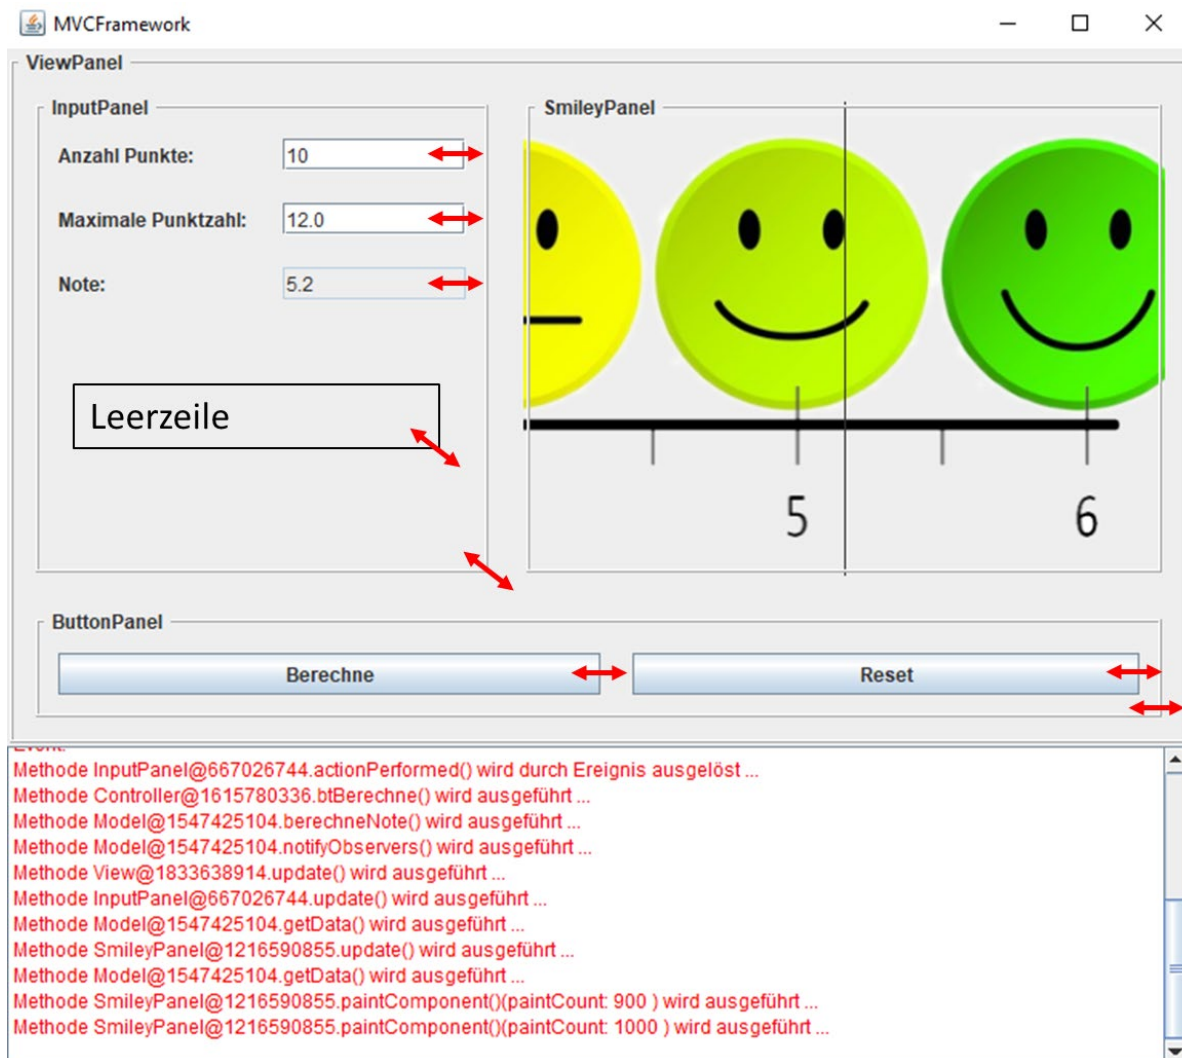 MVCFramework
ViewPanel
InputPanel
Anzahl Punkte: 10
Maximale Punktzahl: 12.0
Note: 5.2
Leerzeile
SmileyPanel
5 6
ButtonPanel
Berechne Reset
Event:
Methode InputPanel@667026744.actionPerformed() wird durch Ereignis ausgelöst ...
Methode Controller@1615780336.btBerechne() wird ausgeführt ...
Methode Model@1547425104.berechneNote() wird ausgeführt ...
Methode Model@1547425104.notifyObservers() wird ausgeführt ...
Methode View@1833638914.update() wird ausgeführt ...
Methode InputPanel@667026744.update() wird ausgeführt ...
Methode Model@1547425104.getData() wird ausgeführt ...
Methode SmileyPanel@1216590855.update() wird ausgeführt ...
Methode Model@1547425104.getData() wird ausgeführt ...
Methode SmileyPanel@1216590855.paintComponent()(paintCount: 900 ) wird ausgeführt ...
Methode SmileyPanel@1216590855.paintComponent()(paintCount: 1000 ) wird ausgeführt ...